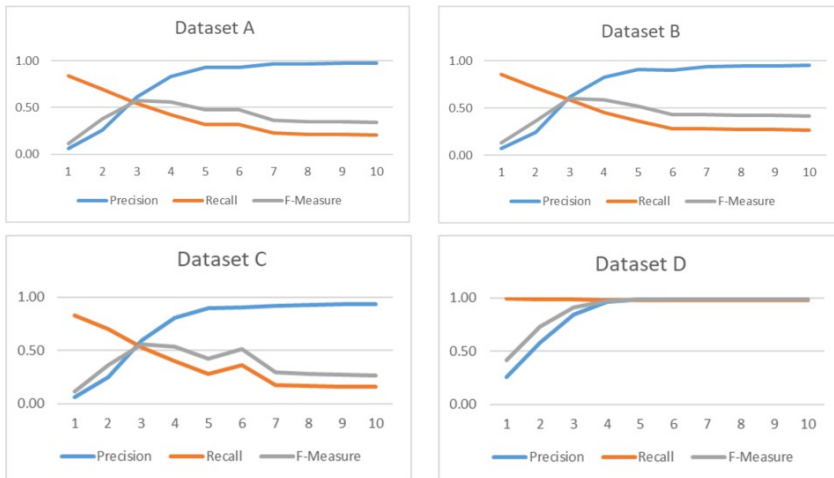 Dataset A
1.00
0.50
0.00
1 2 3 4 5 6 7 8 9 10
Precision Recall F-Measure
Dataset B
1.00
0.50
0.00
1 2 3 4 5 6 7 8 9 10
Precision Recall F-Measure
Dataset C
1.00
0.50
0.00
1 2 3 4 5 6 7 8 9 10
Precision Recall F-Measure
Dataset D
1.00
0.50
0.00
1 2 3 4 5 6 7 8 9 10
Precision Recall F-Measure